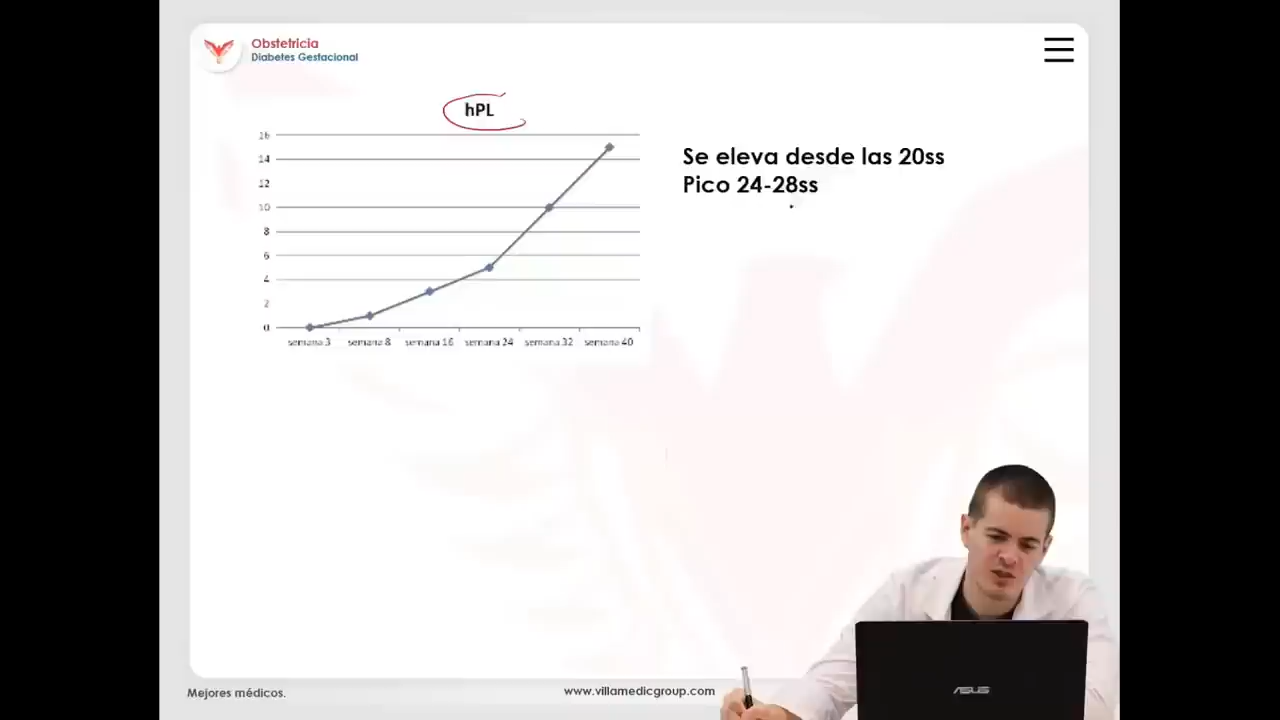 Obstetricia
Diabetes Gestacional
hPL
16
14
12
10
8
6
4
2
0
semana 3 semana 8 semana 16 semana 24 semana 32 semana 40
Se eleva desde las 20ss
Pico 24-28ss
ASUS
Mejores médicos.
www.villamedicgroup.com